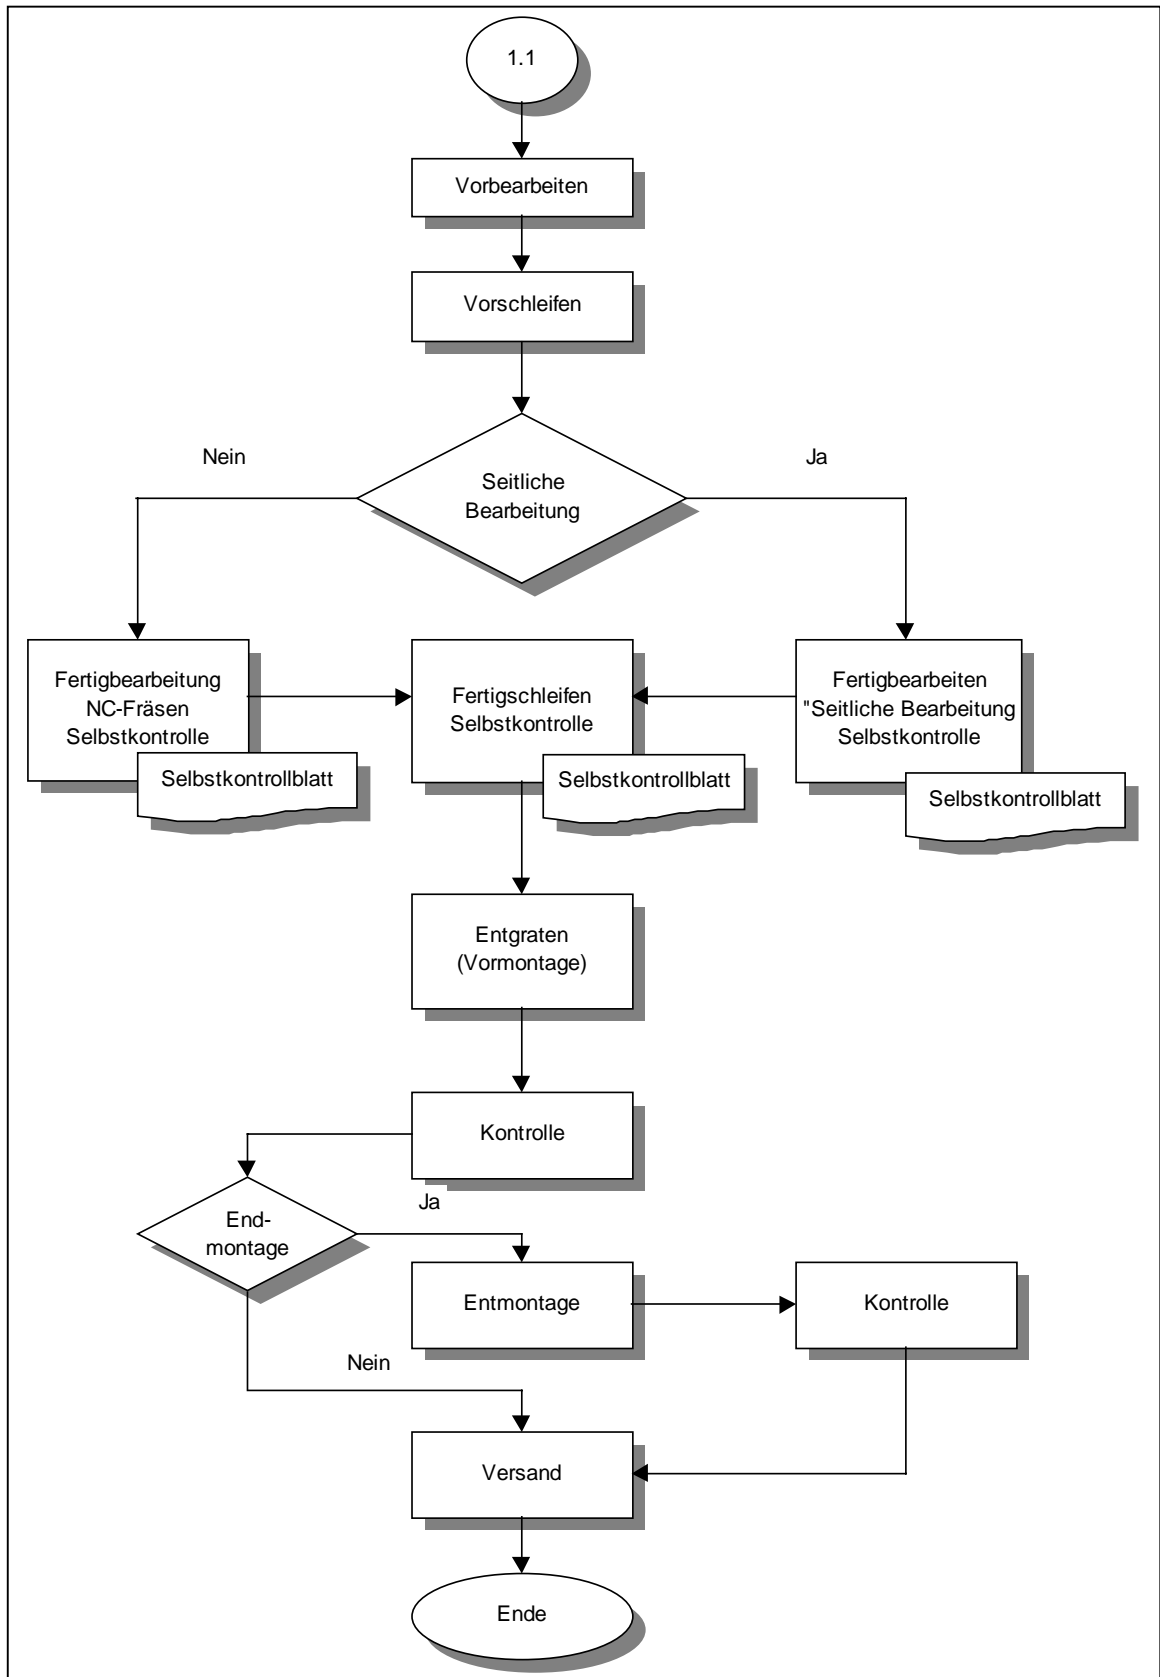 1.1
Vorbearbeiten
Vorschleifen
Nein
Ja
Seitliche
Bearbeitung
Fertigbearbeitung
NC-Fräsen
Selbstkontrolle
Selbstkontrollblatt
Fertigschleifen
Selbstkontrolle
Selbstkontrollblatt
Fertigbearbeiten
"Seitliche Bearbeitung
Selbstkontrolle
Selbstkontrollblatt
Entgraten
(Vormontage)
Kontrolle
Ja
End-
montage
Entmontage
Kontrolle
Nein
Versand
Ende